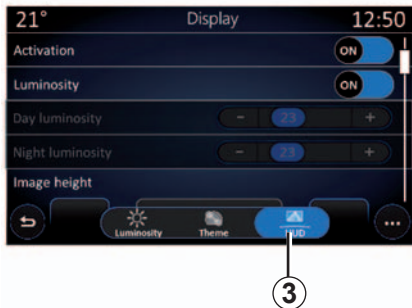 21° Display 12:50
Activation ON
Luminosity ON
Day luminosity - 23 +
Night luminosity - 23 +
Image height
Luminosity Theme HUD
3